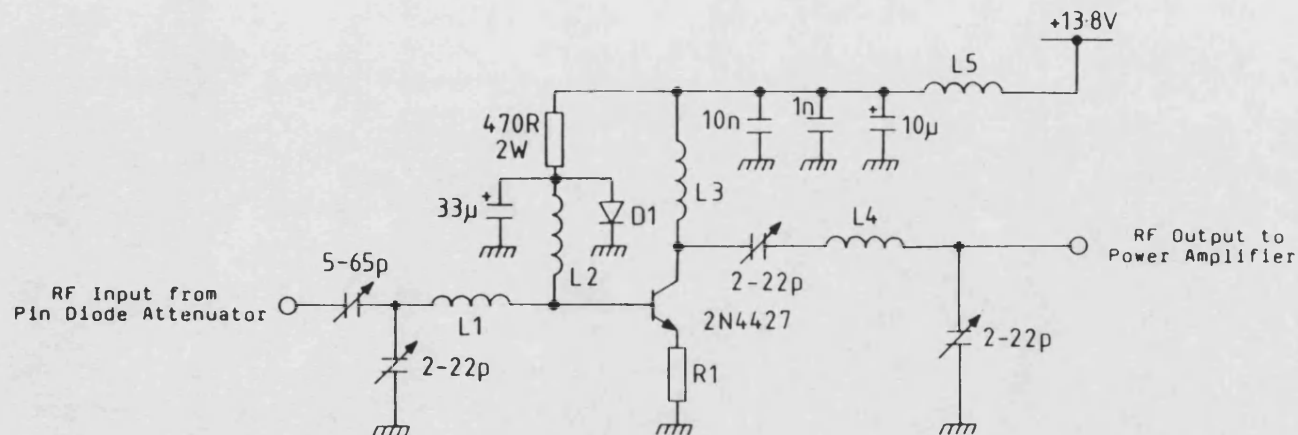 +13·8V
L5
470R
2W
10n
1n
+
10µ
L3
33µ
+
D1
L4
RF Output to
Power Amplifier
5-65p
L2
2-22p
RF Input from
Pin Diode Attenuator
L1
2N4427
2-22p
2-22p
R1